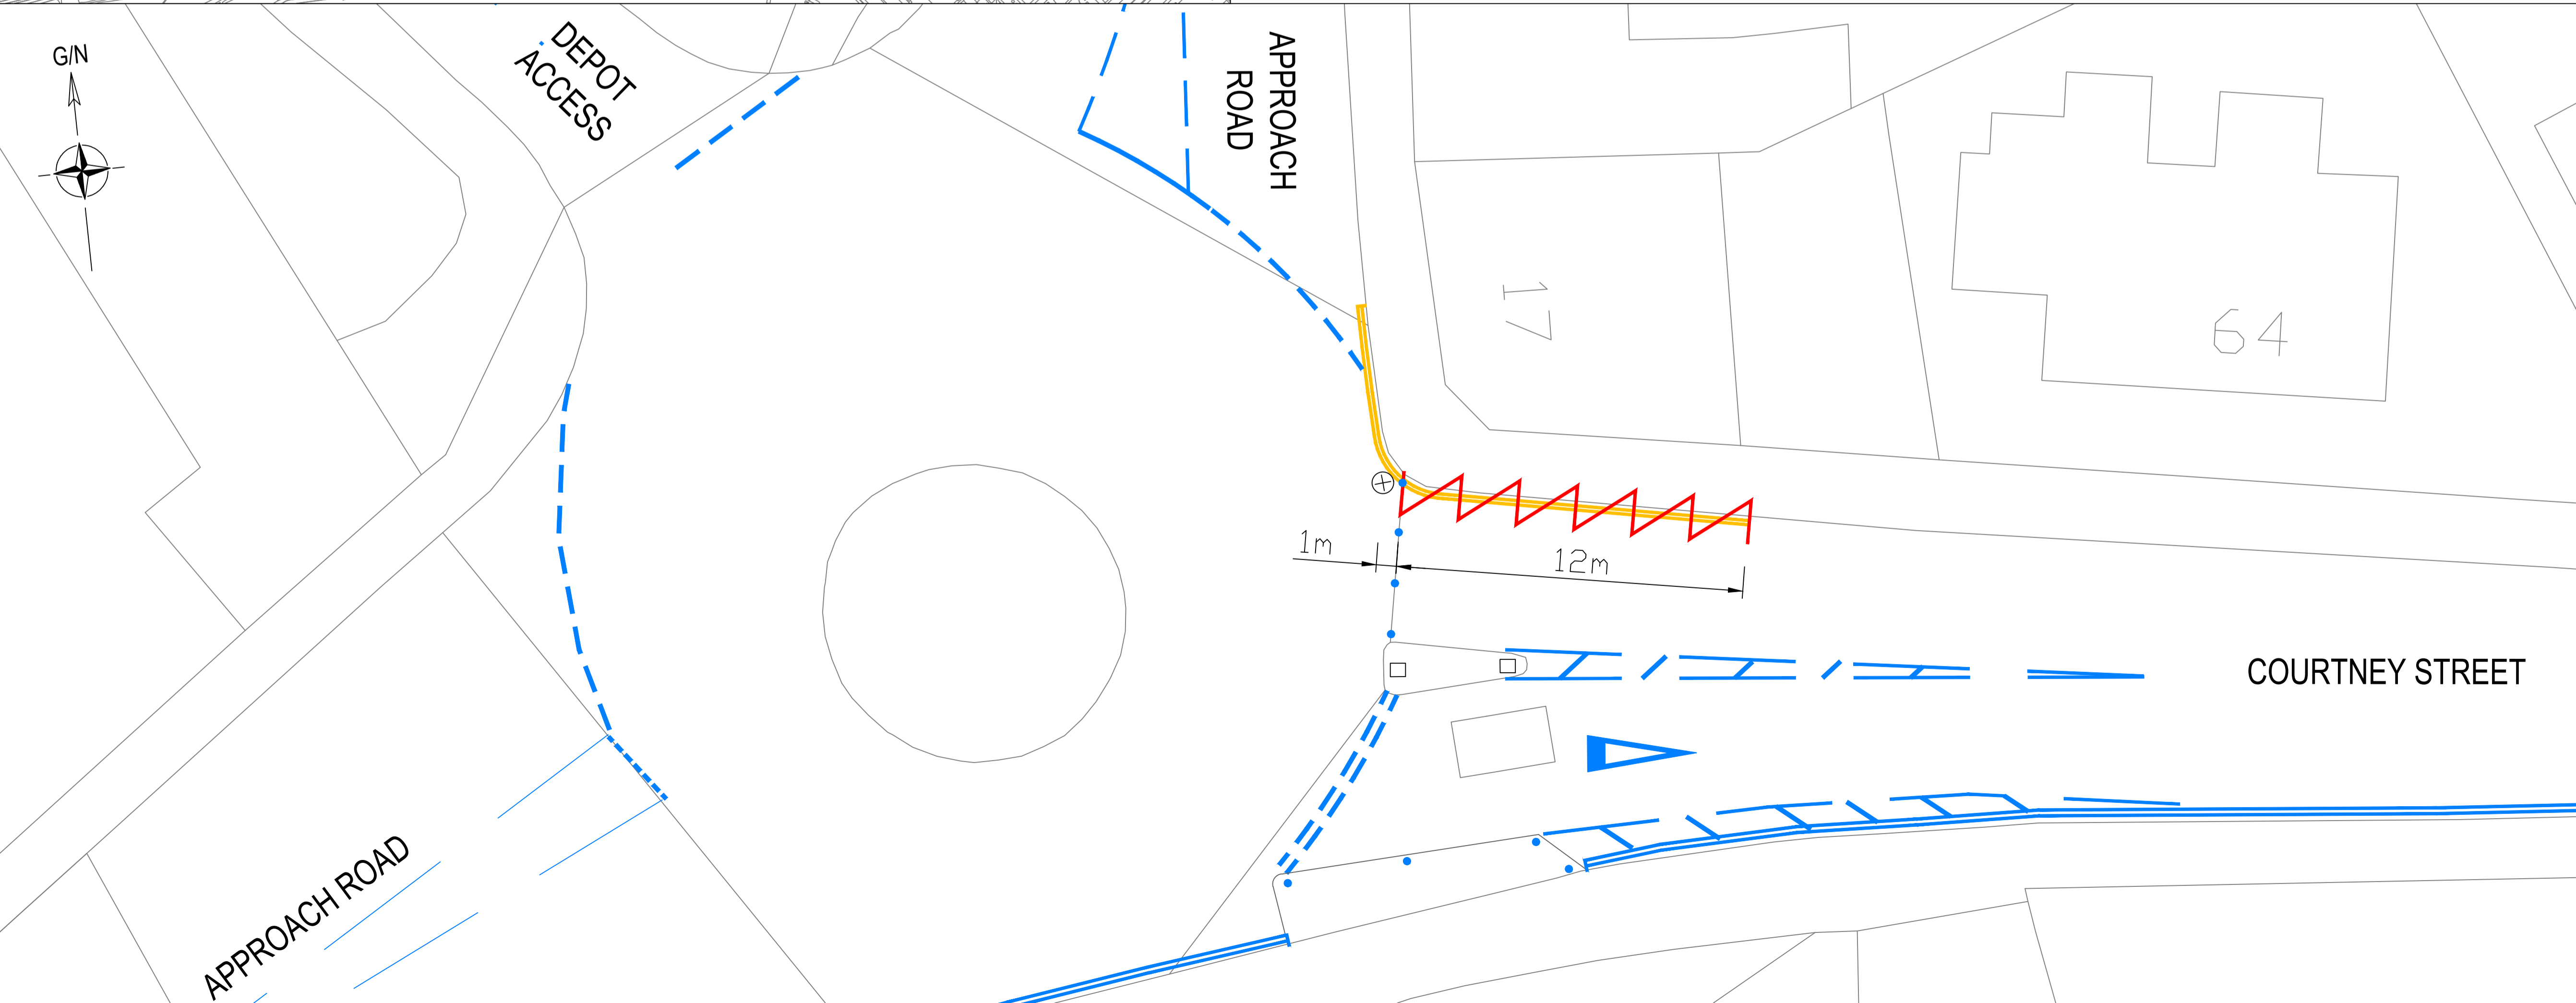 G/N
DEPOT
ACCESS
APPROACH
ROAD
17
64
1m
12m
COURTNEY STREET
APPROACH ROAD